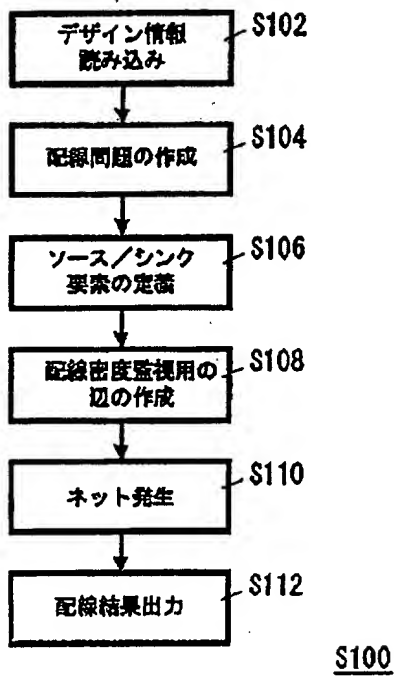 デザイン情報
読み込み
S102
配線問題の作成
S104
ソース／シンク
要素の定義
S106
配線密度監視用の
辺の作成
S108
ネット発生
S110
配線結果出力
S112
S100